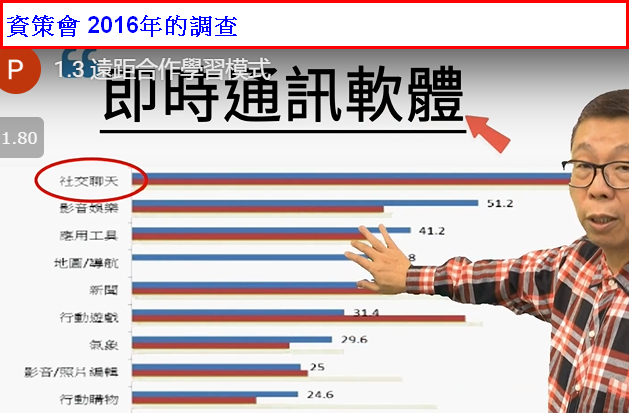 資策會 2016年的調查
P
1.3 遠距合作學習模式
即時通訊軟體
1.80
社交聊天
影音娛樂 51.2
應用工具 41.2
地圖/導航 8
新聞
行動遊戲 31.4
氣象 29.6
影音/照片編輯 25
行動購物 24.6